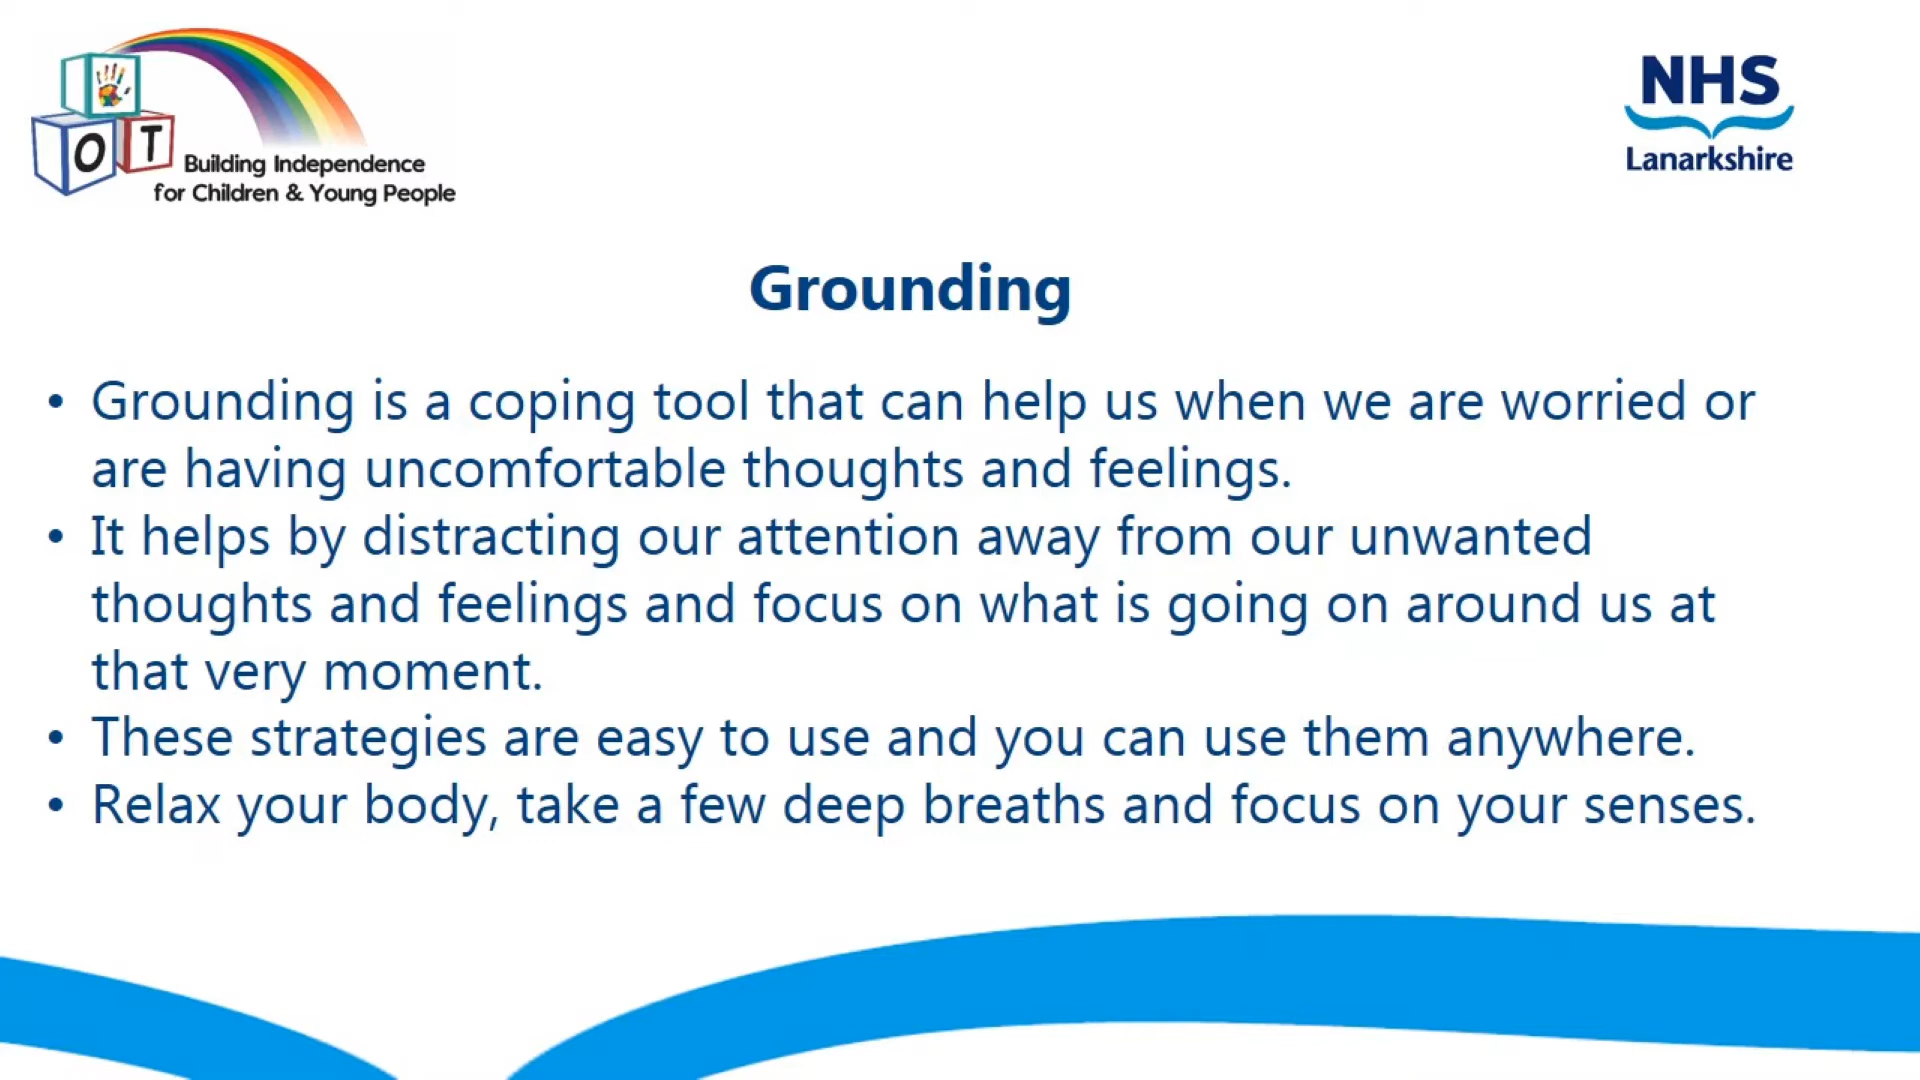 O T
Building Independence
for Children & Young People
NHS
Lanarkshire
Grounding
• Grounding is a coping tool that can help us when we are worried or
are having uncomfortable thoughts and feelings.
• It helps by distracting our attention away from our unwanted
thoughts and feelings and focus on what is going on around us at
that very moment.
• These strategies are easy to use and you can use them anywhere.
• Relax your body, take a few deep breaths and focus on your senses.